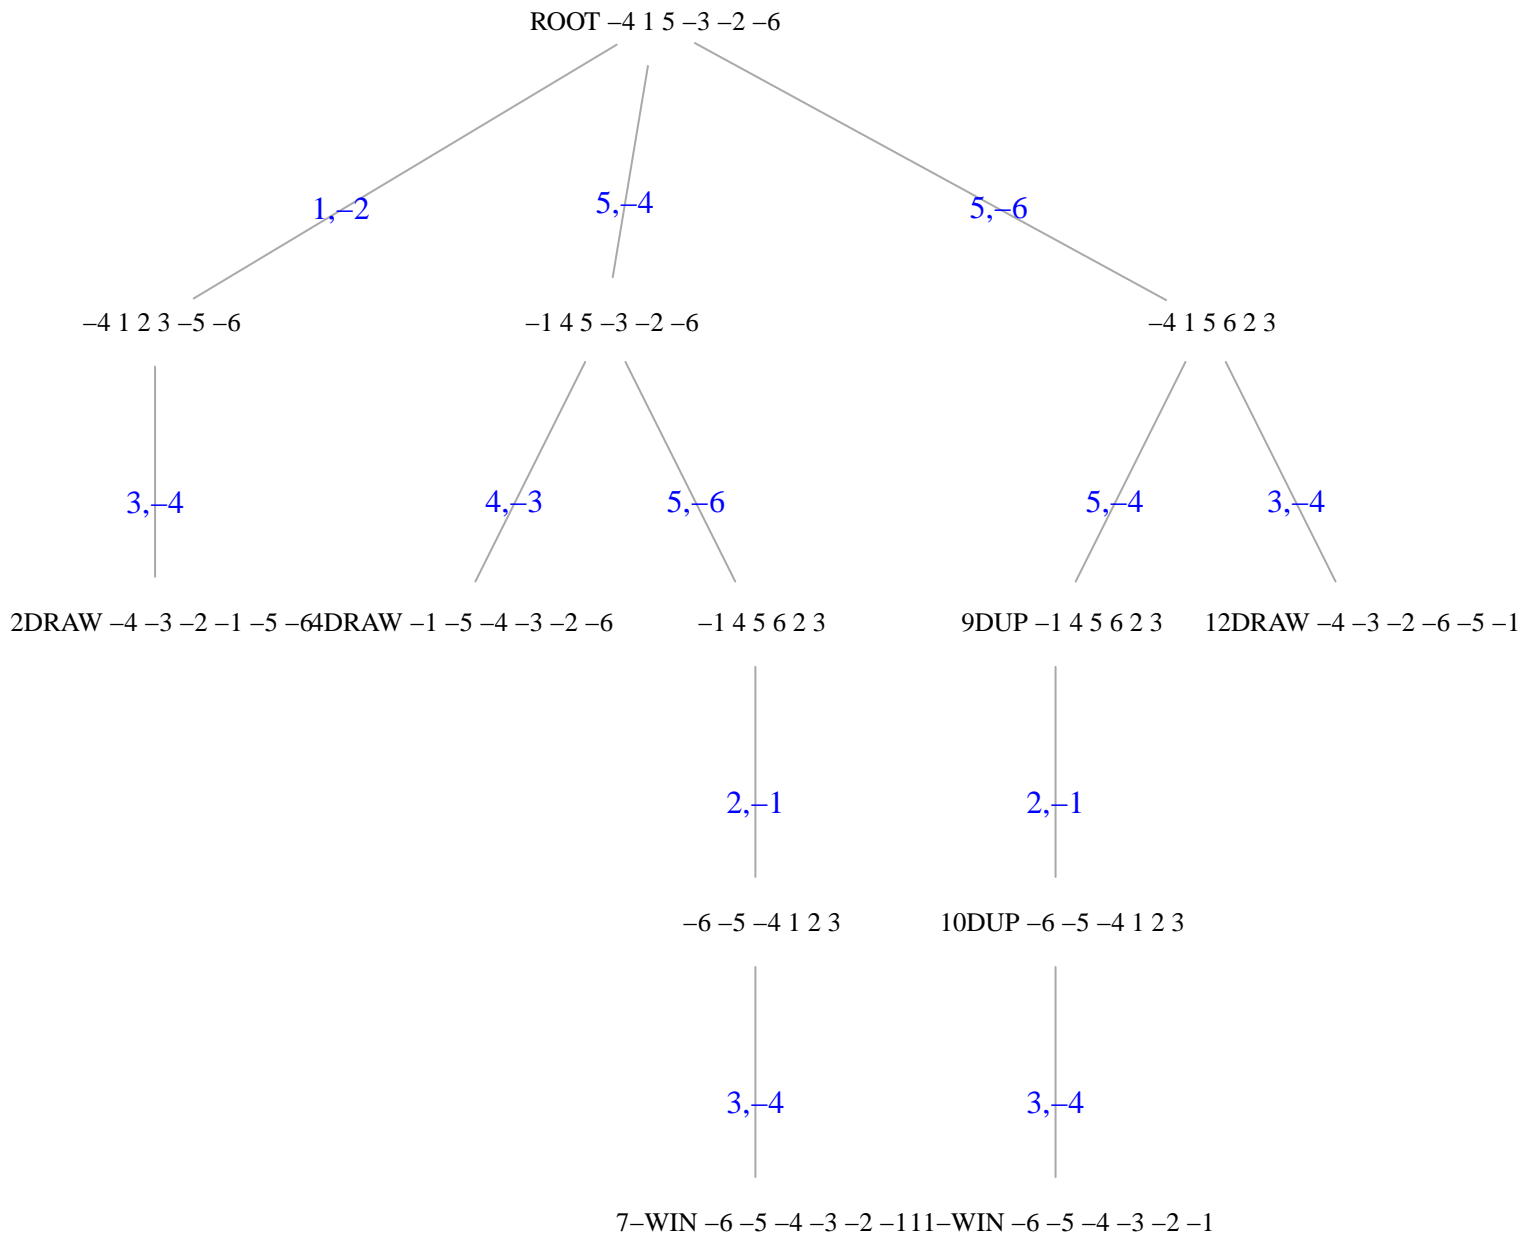 ROOT –4 1 5 –3 –2 –6
1,–2 5,–4 5,–6
–4 1 2 3 –5 –6 –1 4 5 –3 –2 –6 –4 1 5 6 2 3
3,–4 4,–3 5,–6 5,–4 3,–4
2DRAW –4 –3 –2 –1 –5 –6 4DRAW –1 –5 –4 –3 –2 –6 –1 4 5 6 2 3 9DUP –1 4 5 6 2 3 12DRAW –4 –3 –2 –6 –5 –1
2,–1 2,–1
–6 –5 –4 1 2 3 10DUP –6 –5 –4 1 2 3
3,–4 3,–4
7–WIN –6 –5 –4 –3 –2 –1 11–WIN –6 –5 –4 –3 –2 –1